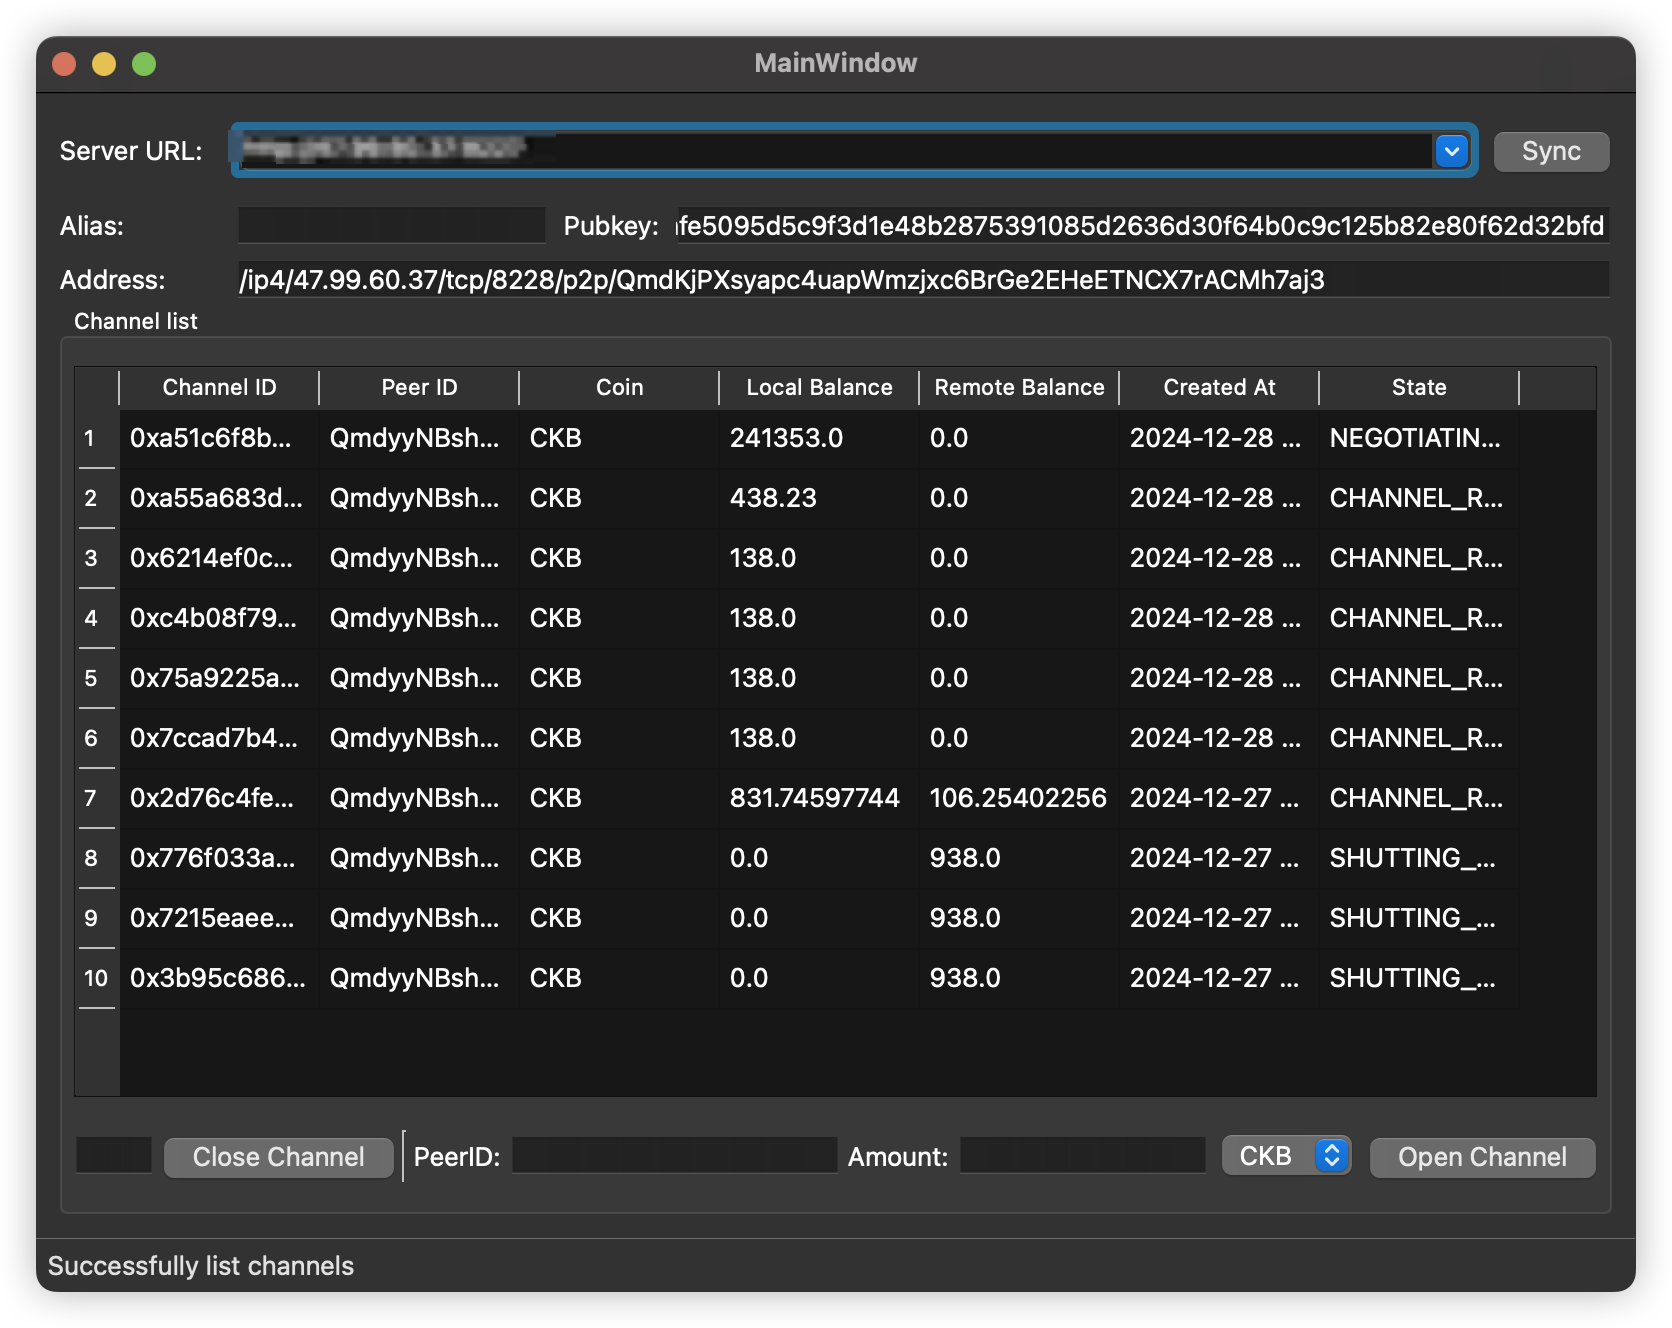 MainWindow
Server URL: Sync
Alias: Pubkey: fe5095d5c9f3d1e48b2875391085d2636d30f64b0c9c125b82e80f62d32bfd
Address: /ip4/47.99.60.37/tcp/8228/p2p/QmdKjPXsyapc4uapWmzjxc6BrGe2EHeETNCX7rACMh7aj3
Channel list
Channel ID Peer ID Coin Local Balance Remote Balance Created At State
1 0xa51c6f8b... QmdyyNBsh... CKB 241353.0 0.0 2024-12-28 ... NEGOTIATIN...
2 0xa55a683d... QmdyyNBsh... CKB 438.23 0.0 2024-12-28 ... CHANNEL_R...
3 0x6214ef0c... QmdyyNBsh... CKB 138.0 0.0 2024-12-28 ... CHANNEL_R...
4 0xc4b08f79... QmdyyNBsh... CKB 138.0 0.0 2024-12-28 ... CHANNEL_R...
5 0x75a9225a... QmdyyNBsh... CKB 138.0 0.0 2024-12-28 ... CHANNEL_R...
6 0x7ccad7b4... QmdyyNBsh... CKB 138.0 0.0 2024-12-28 ... CHANNEL_R...
7 0x2d76c4fe... QmdyyNBsh... CKB 831.74597744 106.25402256 2024-12-27 ... CHANNEL_R...
8 0x776f033a... QmdyyNBsh... CKB 0.0 938.0 2024-12-27 ... SHUTTING_...
9 0x7215eaee... QmdyyNBsh... CKB 0.0 938.0 2024-12-27 ... SHUTTING_...
10 0x3b95c686... QmdyyNBsh... CKB 0.0 938.0 2024-12-27 ... SHUTTING_...
Close Channel PeerID: Amount: CKB Open Channel
Successfully list channels